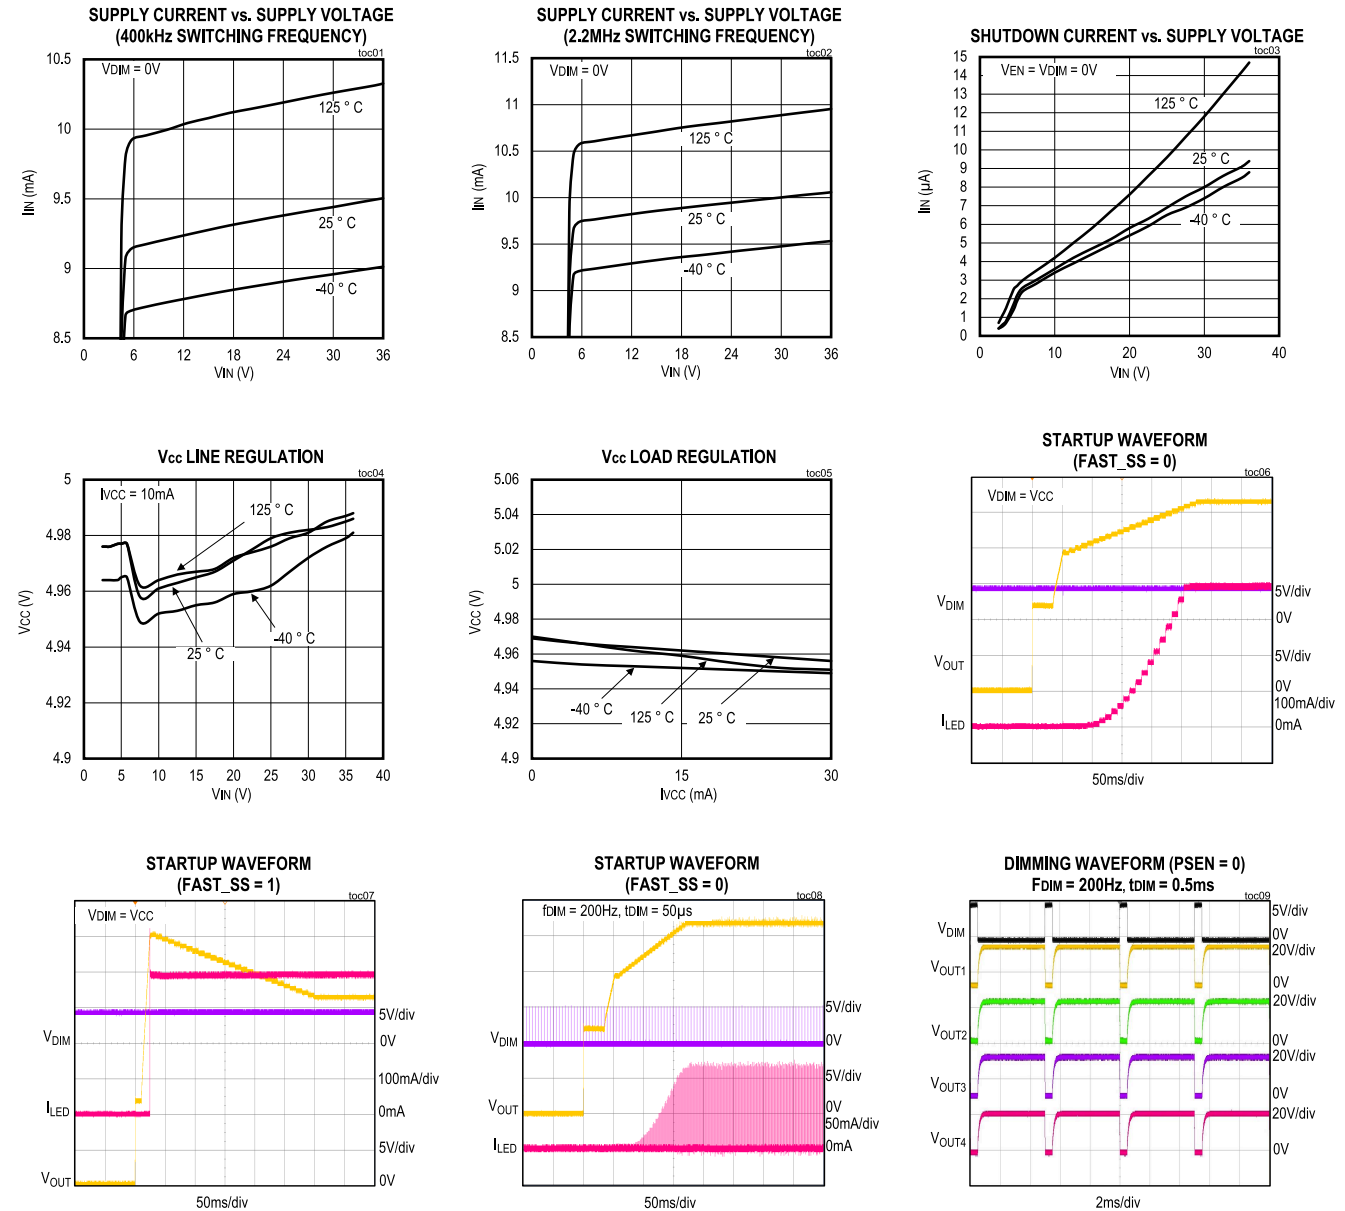 SUPPLY CURRENT vs. SUPPLY VOLTAGE
(400kHz SWITCHING FREQUENCY)
toc01
10.5
10
9.5
9
8.5
IIN (mA)
VDIM = 0V
125 ° C
25 ° C
-40 ° C
0 6 12 18 24 30 36
VIN (V)
SUPPLY CURRENT vs. SUPPLY VOLTAGE
(2.2MHz SWITCHING FREQUENCY)
toc02
11.5
11
10.5
10
9.5
9
8.5
IIN (mA)
VDIM = 0V
125 ° C
25 ° C
-40 ° C
0 6 12 18 24 30 36
VIN (V)
SHUTDOWN CURRENT vs. SUPPLY VOLTAGE
toc03
15
14
13
12
11
10
9
8
7
6
5
4
3
2
1
0
IIN (µA)
VEN = VDIM = 0V
125 ° C
25 ° C
-40 ° C
0 10 20 30 40
VIN (V)
VCC LINE REGULATION
toc04
5
4.98
4.96
4.94
4.92
4.9
VCC (V)
IVCC = 10mA
125 ° C
-40 ° C
25 ° C
0 5 10 15 20 25 30 35 40
VIN (V)
VCC LOAD REGULATION
toc05
5.06
5.04
5.02
5
4.98
4.96
4.94
4.92
4.9
VCC (V)
-40 ° C
125 ° C
25 ° C
0 15 30
IVCC (mA)
STARTUP WAVEFORM
(FAST_SS = 0)
toc06
VDIM = VCC
VDIM
VOUT
ILED
5V/div
0V
5V/div
0V
100mA/div
0mA
50ms/div
STARTUP WAVEFORM
(FAST_SS = 1)
toc07
VDIM = VCC
VDIM
ILED
VOUT
5V/div
0V
100mA/div
0mA
5V/div
0V
50ms/div
STARTUP WAVEFORM
(FAST_SS = 0)
toc08
fDIM = 200Hz, tDIM = 50µs
VDIM
VOUT
ILED
5V/div
0V
5V/div
0V
50mA/div
0mA
50ms/div
DIMMING WAVEFORM (PSEN = 0)
FDIM = 200Hz, tDIM = 0.5ms
toc09
VDIM
VOUT1
VOUT2
VOUT3
VOUT4
5V/div
0V
20V/div
0V
20V/div
0V
20V/div
0V
20V/div
0V
2ms/div